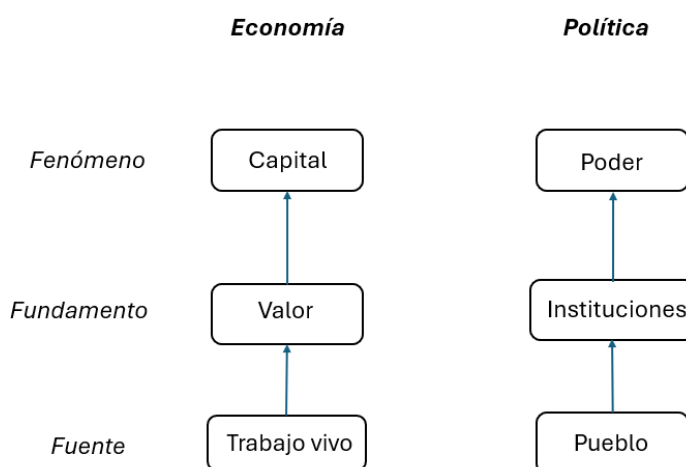 Economía Política
Fenómeno Capital Poder
Fundamento Valor Instituciones
Fuente Trabajo vivo Pueblo